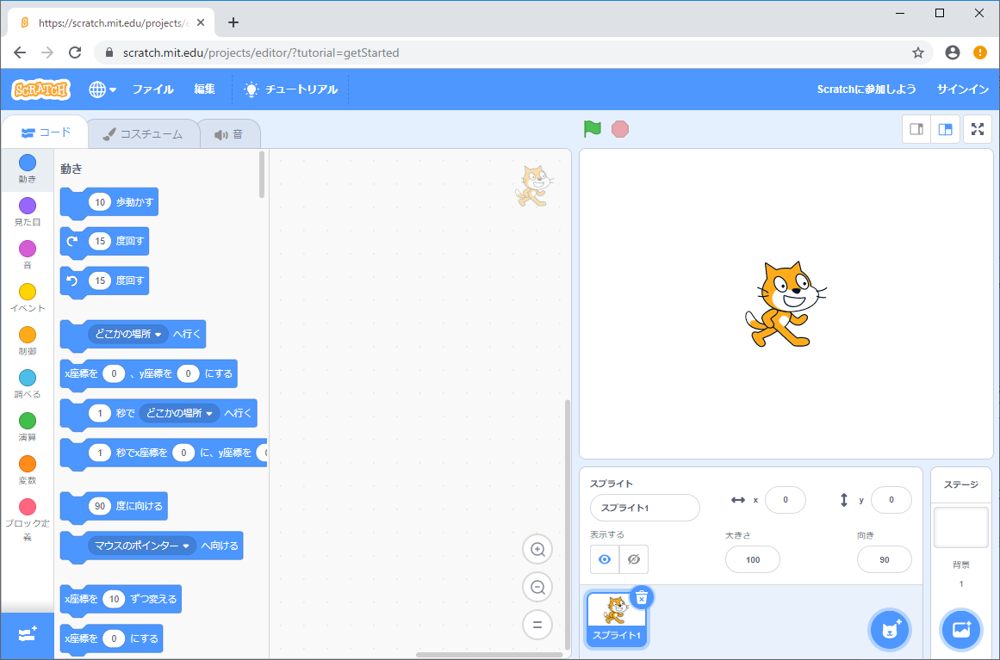 https://scratch.mit.edu/projects/e
scratch.mit.edu/projects/editor/?tutorial=getStarted
SCRATCH ファイル 編集 チュートリアル Scratchに参加しよう サインイン
コード コスチューム 音
動き
見た目
音
イベント
制御
調べる
演算
変数
ブロック定
義
動き
10 歩動かす
15 度回す
15 度回す
どこかの場所 へ行く
x座標を 0 、y座標を 0 にする
1 秒で どこかの場所 へ行く
1 秒でx座標を 0 に、y座標を
90 度に向ける
マウスのポインター へ向ける
x座標を 10 ずつ変える
x座標を 0 にする
スプライト
スプライト1 x 0 y 0
表示する 大きさ 向き
100 90
スプライト1
ステージ
背景
1